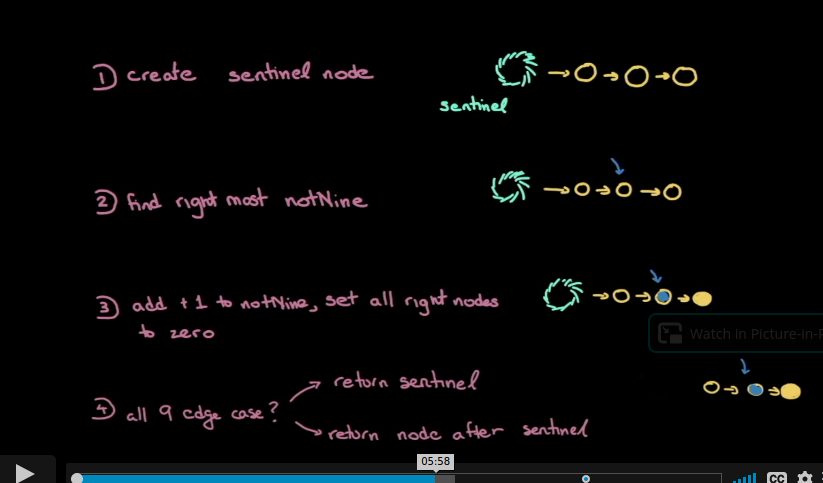 1) create sentinel node
sentinel
2) find right most notNine
3) add +1 to notNine, set all right nodes
to zero
Watch in Picture-in-P
4) all 9 edge case?
return sentinel
return node after sentinel
05:58
CC